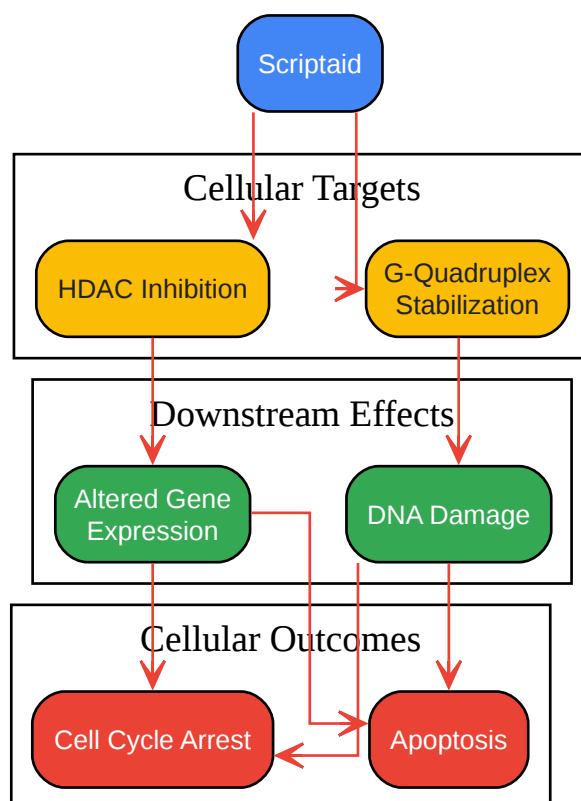 Scriptaid
Cellular Targets
HDAC Inhibition
G-Quadruplex
Stabilization
Downstream Effects
Altered Gene
Expression
DNA Damage
Cellular Outcomes
Cell Cycle Arrest
Apoptosis